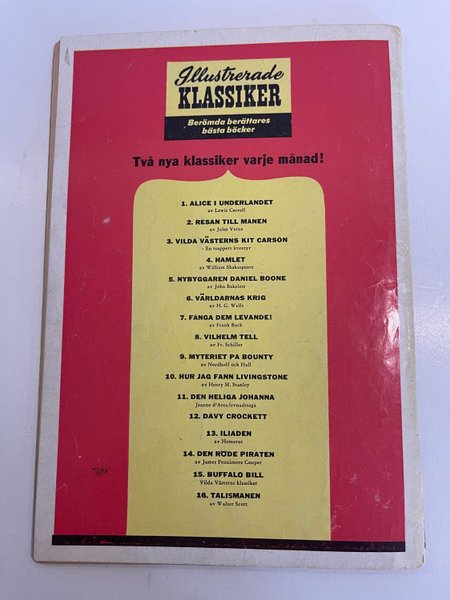 Illustrerade
KLASSIKER
Berömda berättares
bästa böcker
Två nya klassiker varje månad!
1. ALICE I UNDERLANDET
av Lewis Carroll
2. RESAN TILL MÅNEN
av Jules Verne
3. VILDA VÄSTERNS KIT CARSON
- En trappers äventyr
4. HAMLET
av William Shakespeare
5. NYBYGGAREN DANIEL BOONE
av John Bakeless
6. VÄRLDARNAS KRIG
av H. G. Wells
7. FÅNGA DEM LEVANDE!
av Frank Buck
8. VILHELM TELL
av Fr. Schiller
9. MYTERIET PÅ BOUNTY
av Nordhoff och Hall
10. HUR JAG FANN LIVINGSTONE
av Henry M. Stanley
11. DEN HELIGA JOHANNA
Jeanne d'Arcs levnadssaga
12. DAVY CROCKETT
13. ILIADEN
av Homerus
14. DEN RÖDE PIRATEN
av James Fennimore Cooper
15. BUFFALO BILL
Vilda Västerns klassiker
16. TALISMANEN
av Walter Scott